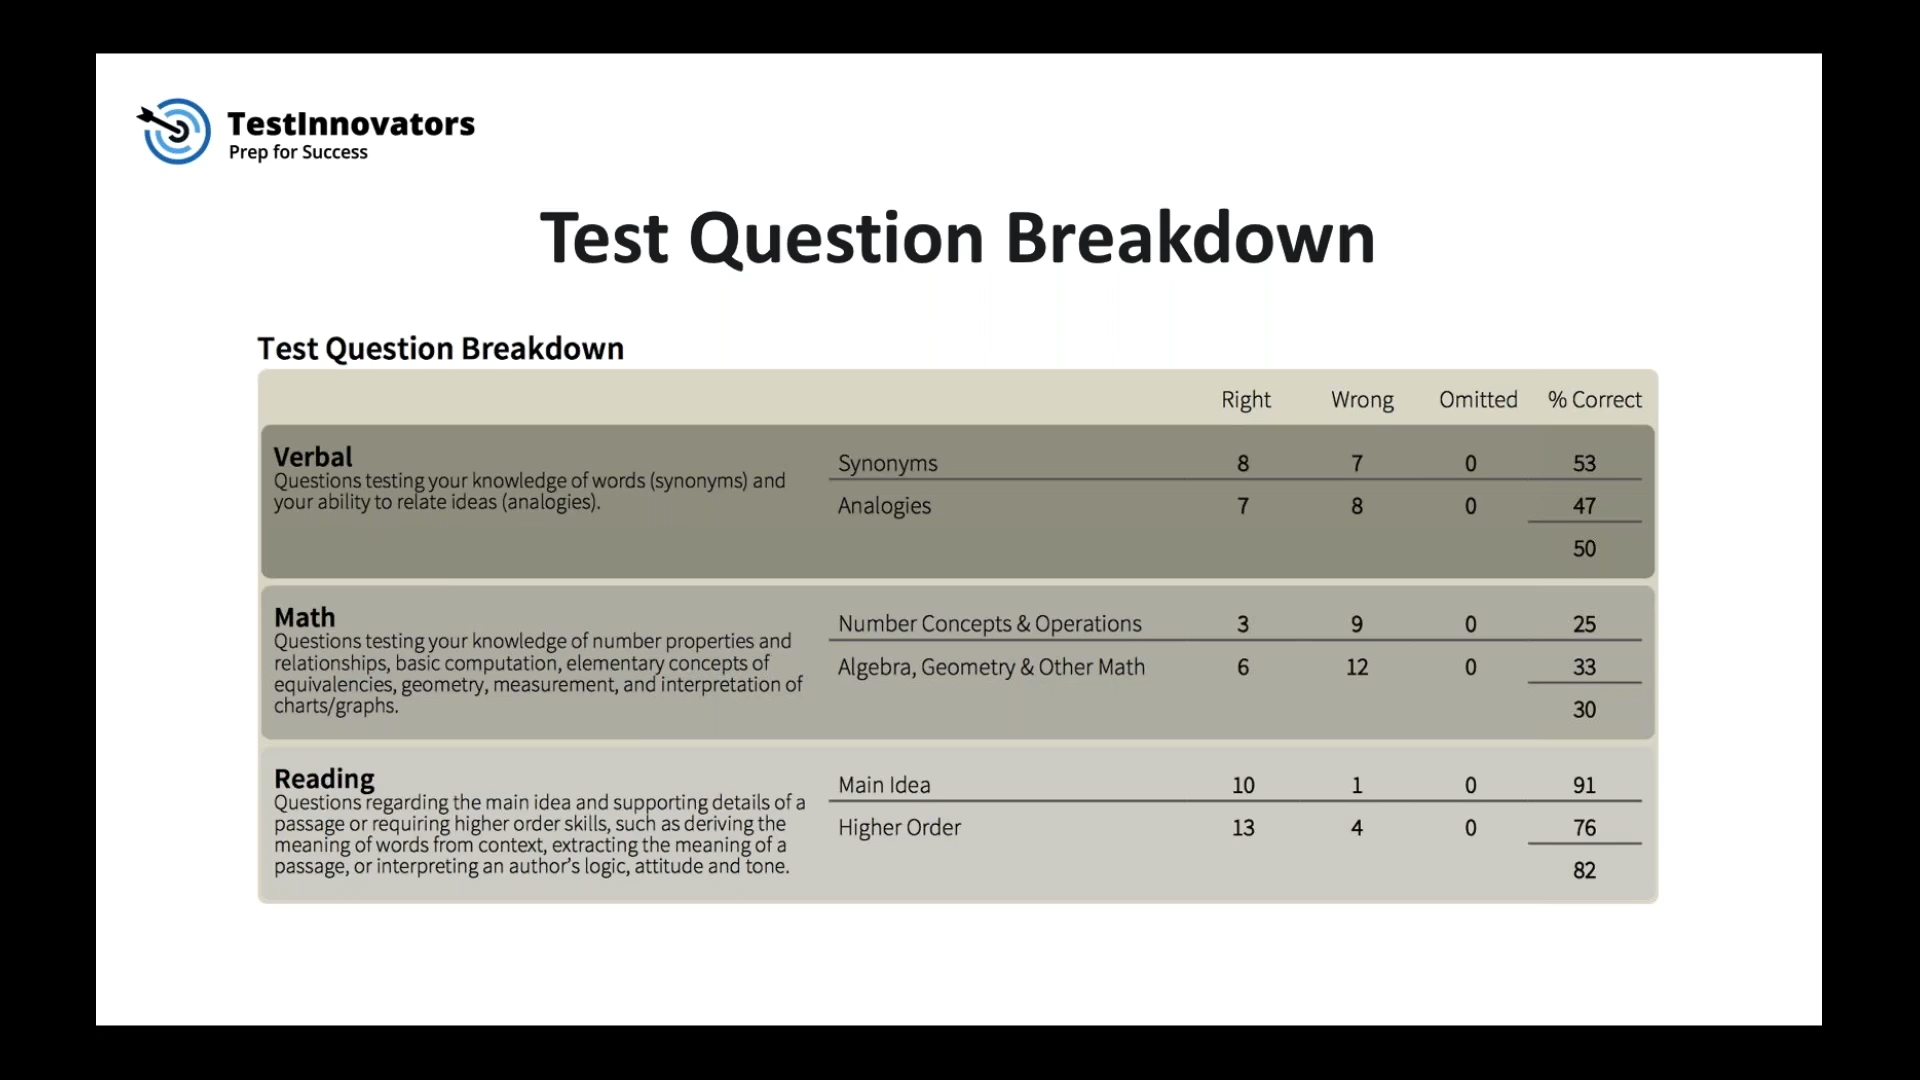 TestInnovators
Prep for Success
Test Question Breakdown
Test Question Breakdown
Right Wrong Omitted % Correct
Verbal
Questions testing your knowledge of words (synonyms) and
your ability to relate ideas (analogies).
Synonyms 8 7 0 53
Analogies 7 8 0 47
50
Math
Questions testing your knowledge of number properties and
relationships, basic computation, elementary concepts of
equivalencies, geometry, measurement, and interpretation of
charts/graphs.
Number Concepts & Operations 3 9 0 25
Algebra, Geometry & Other Math 6 12 0 33
30
Reading
Questions regarding the main idea and supporting details of a
passage or requiring higher order skills, such as deriving the
meaning of words from context, extracting the meaning of a
passage, or interpreting an author's logic, attitude and tone.
Main Idea 10 1 0 91
Higher Order 13 4 0 76
82